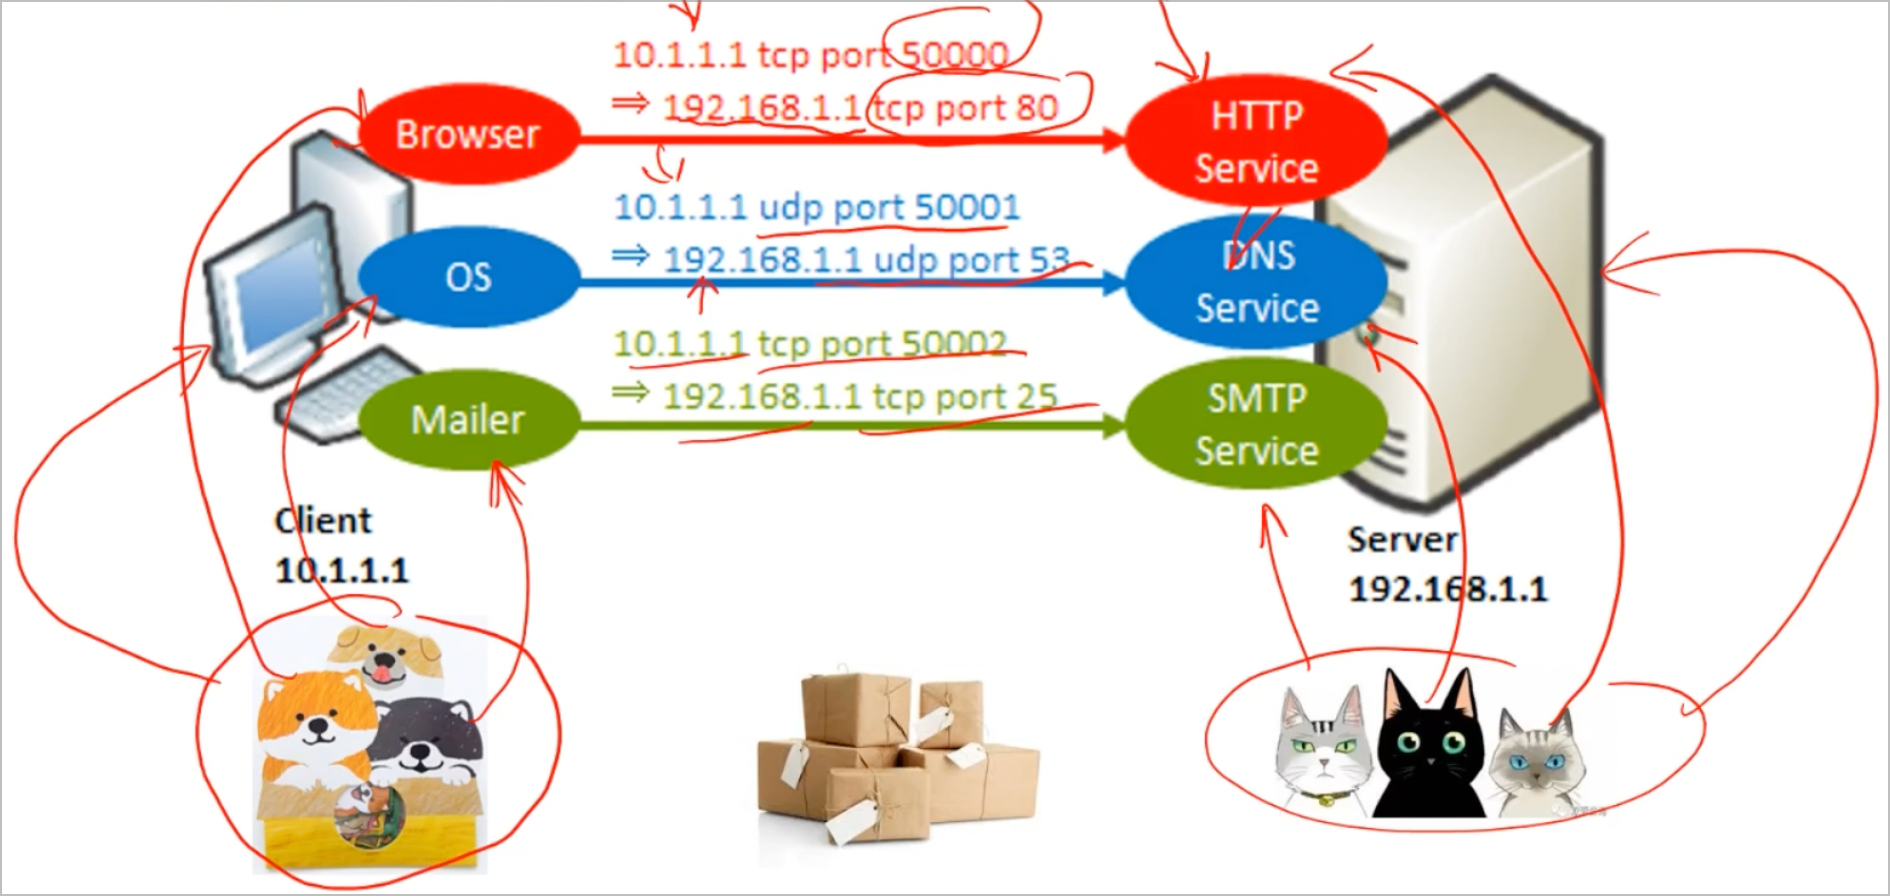 10.1.1.1 tcp port 50000
⇒ 192.168.1.1 tcp port 80
Browser
HTTP
Service
10.1.1.1 udp port 50001
⇒ 192.168.1.1 udp port 53
OS
DNS
Service
10.1.1.1 tcp port 50002
⇒ 192.168.1.1 tcp port 25
Mailer
SMTP
Service
Client
10.1.1.1
Server
192.168.1.1